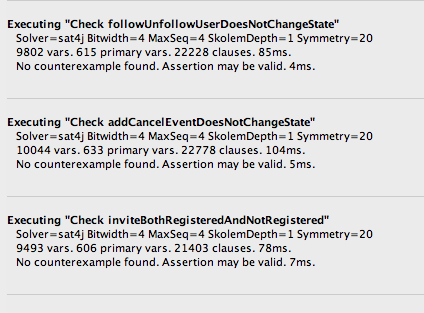 Executing "Check followUnfollowUserDoesNotChangeState"
Solver=sat4j Bitwidth=4 MaxSeq=4 SkolemDepth=1 Symmetry=20
9802 vars. 615 primary vars. 22228 clauses. 85ms.
No counterexample found. Assertion may be valid. 4ms.
Executing "Check addCancelEventDoesNotChangeState"
Solver=sat4j Bitwidth=4 MaxSeq=4 SkolemDepth=1 Symmetry=20
10044 vars. 633 primary vars. 22778 clauses. 104ms.
No counterexample found. Assertion may be valid. 5ms.
Executing "Check inviteBothRegisteredAndNotRegistered"
Solver=sat4j Bitwidth=4 MaxSeq=4 SkolemDepth=1 Symmetry=20
9493 vars. 606 primary vars. 21403 clauses. 78ms.
No counterexample found. Assertion may be valid. 7ms.